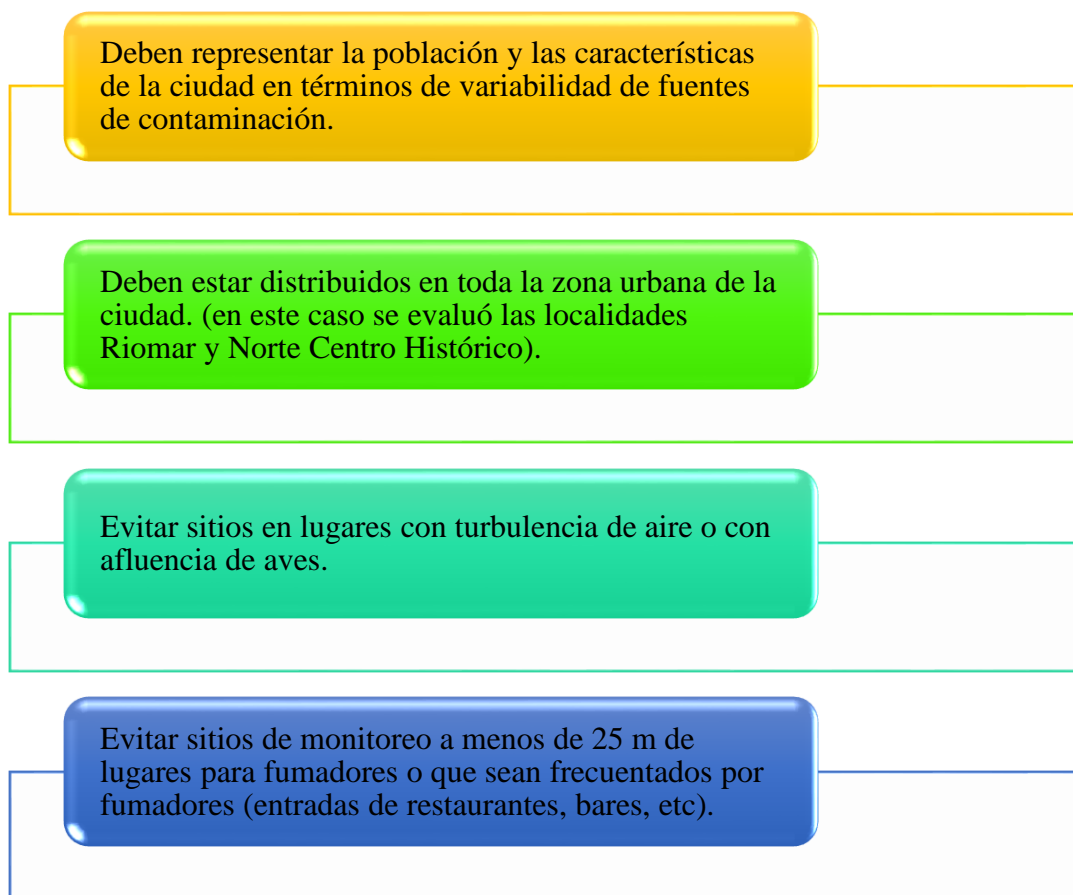 Deben representar la población y las características
de la ciudad en términos de variabilidad de fuentes
de contaminación.
Deben estar distribuidos en toda la zona urbana de la
ciudad. (en este caso se evaluó las localidades
Riomar y Norte Centro Histórico).
Evitar sitios en lugares con turbulencia de aire o con
afluencia de aves.
Evitar sitios de monitoreo a menos de 25 m de
lugares para fumadores o que sean frecuentados por
fumadores (entradas de restaurantes, bares, etc).